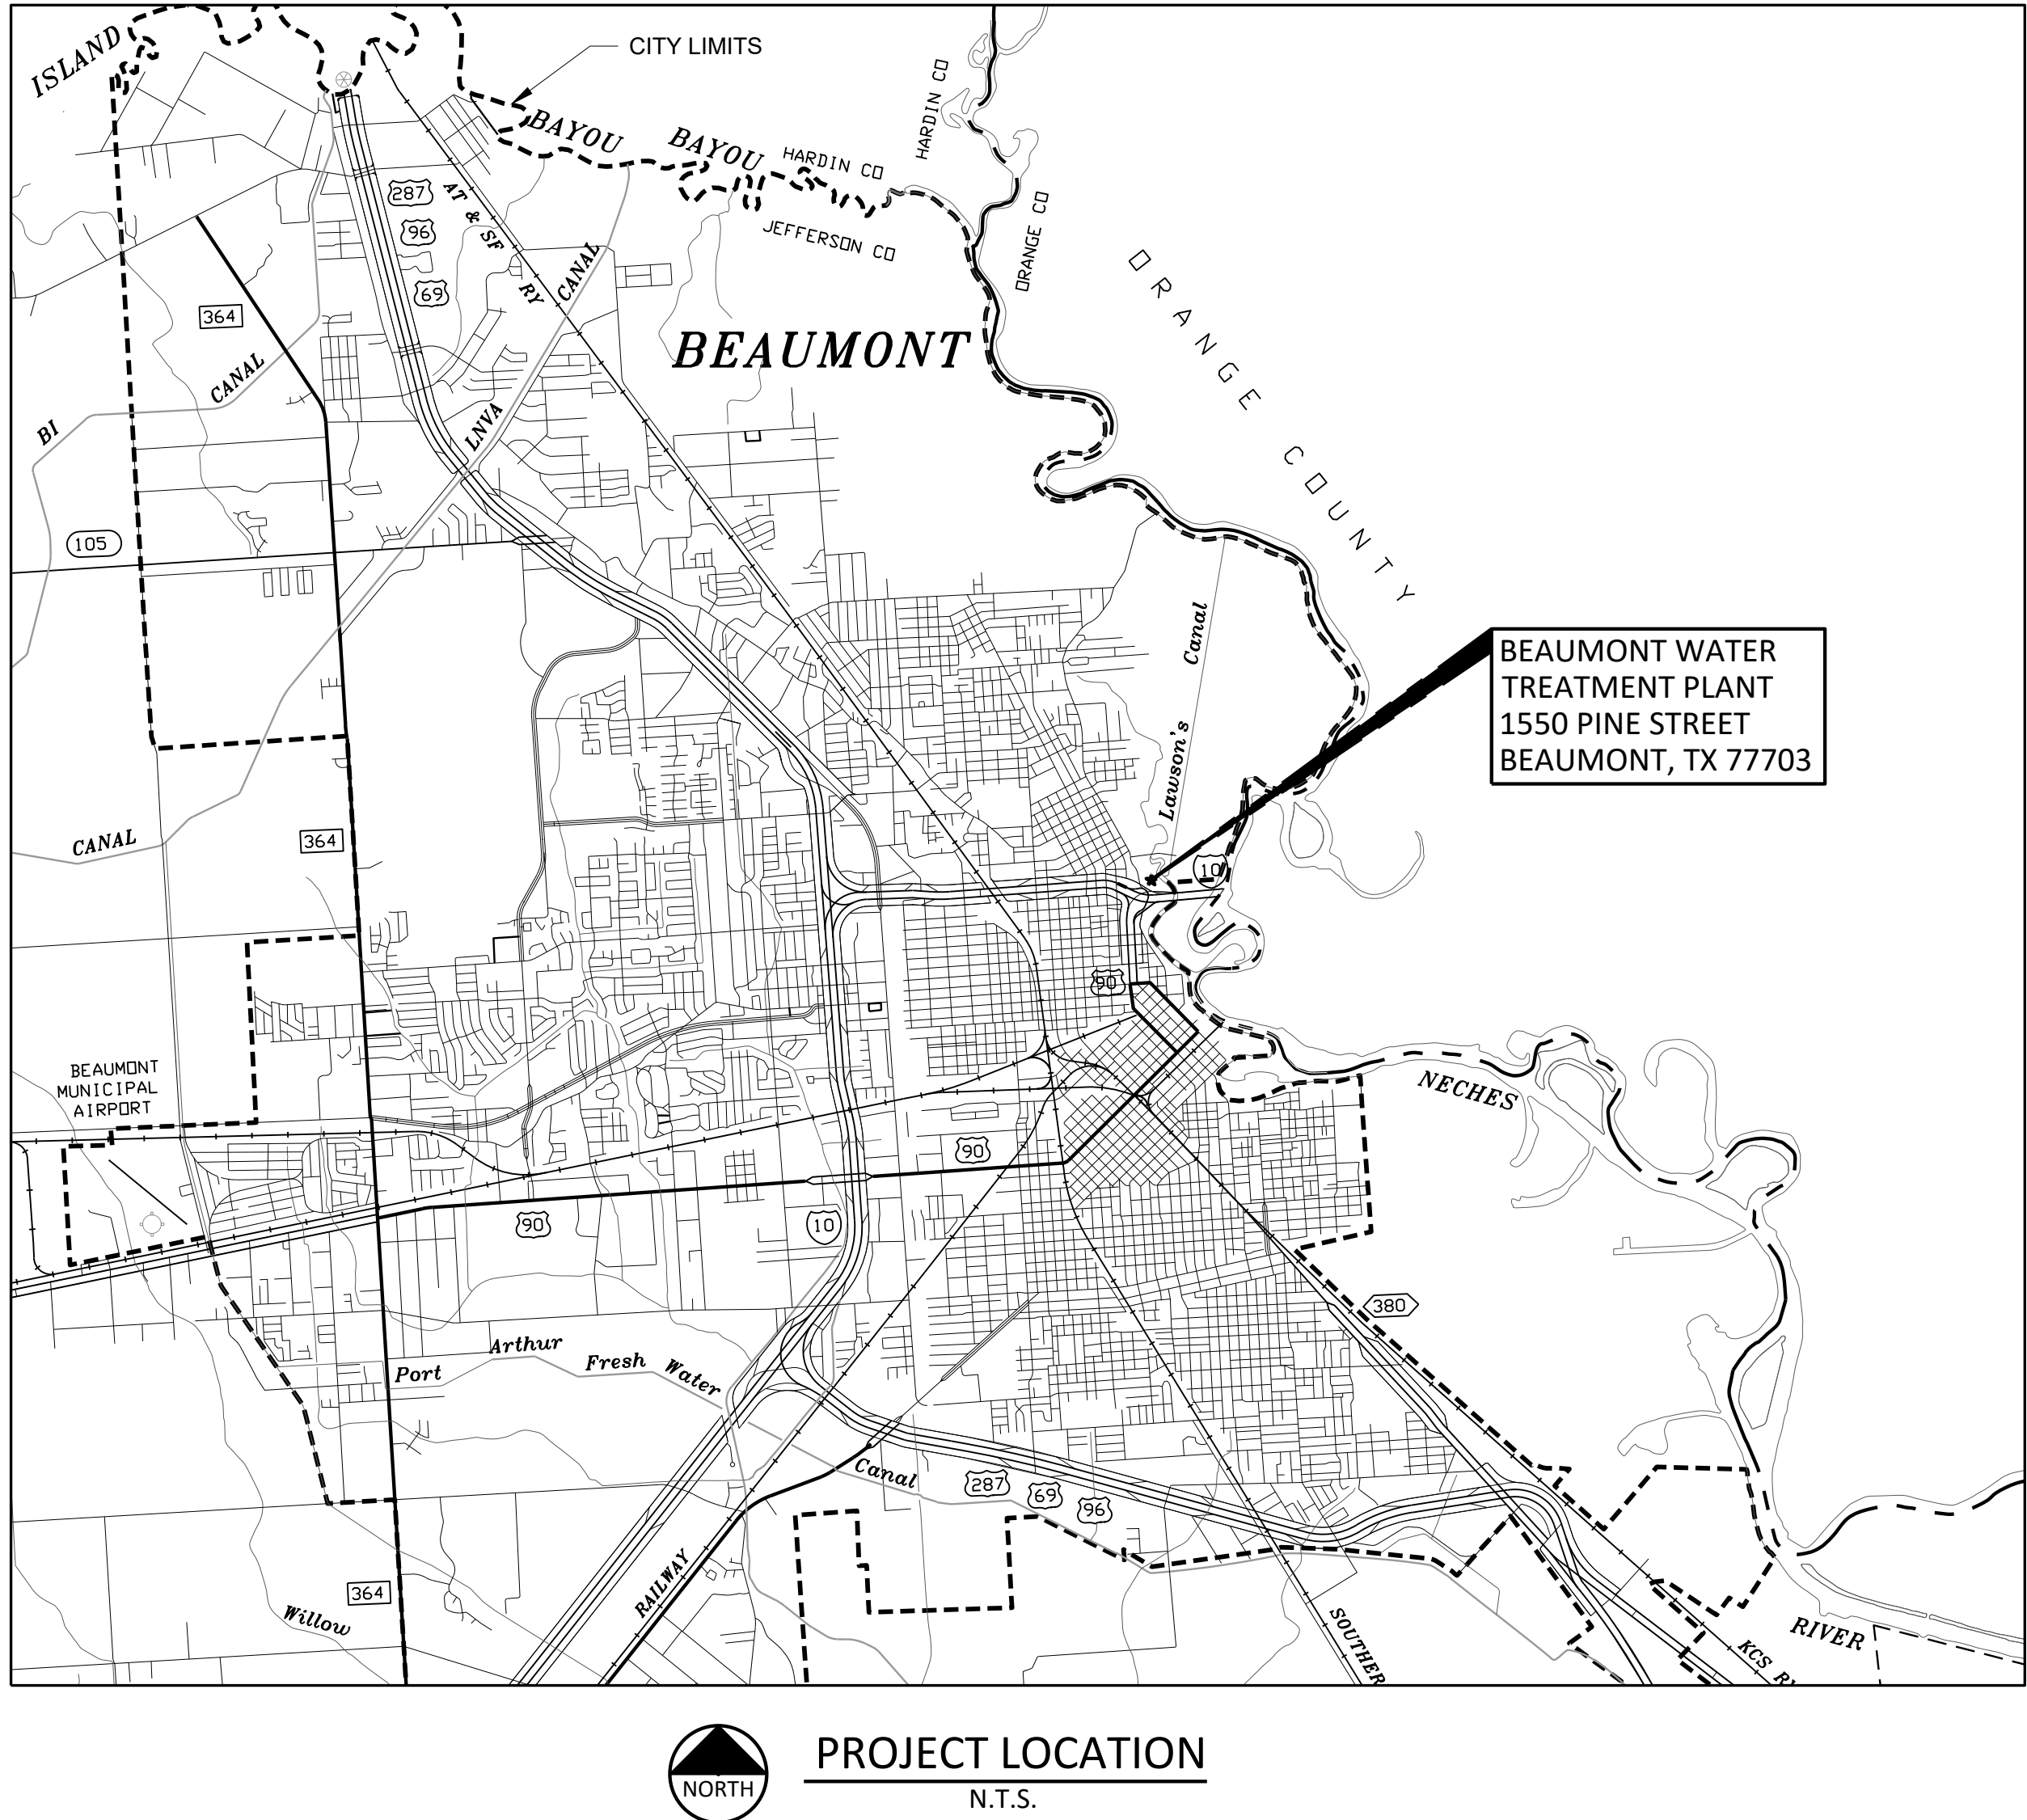 CITY LIMITS
ISLAND
BAYOU
BAYOU
HARDIN CO
HARDIN CO
JEFFERSON CO
ORANGE CO
287
96
69
AT & SF RY
CANAL
LNVA
364
CANAL
BI
BEAUMONT
ORANGE COUNTY
105
Canal
Lawson's
BEAUMONT WATER
TREATMENT PLANT
1550 PINE STREET
BEAUMONT, TX 77703
CANAL
364
10
90
BEAUMONT
MUNICIPAL
AIRPORT
NECHES
90
90
10
380
Port
Arthur
Fresh
Water
Canal
287
69
96
364
Willow
RAILWAY
SOUTHER
KCS
RIVER
NORTH
PROJECT LOCATION
N.T.S.